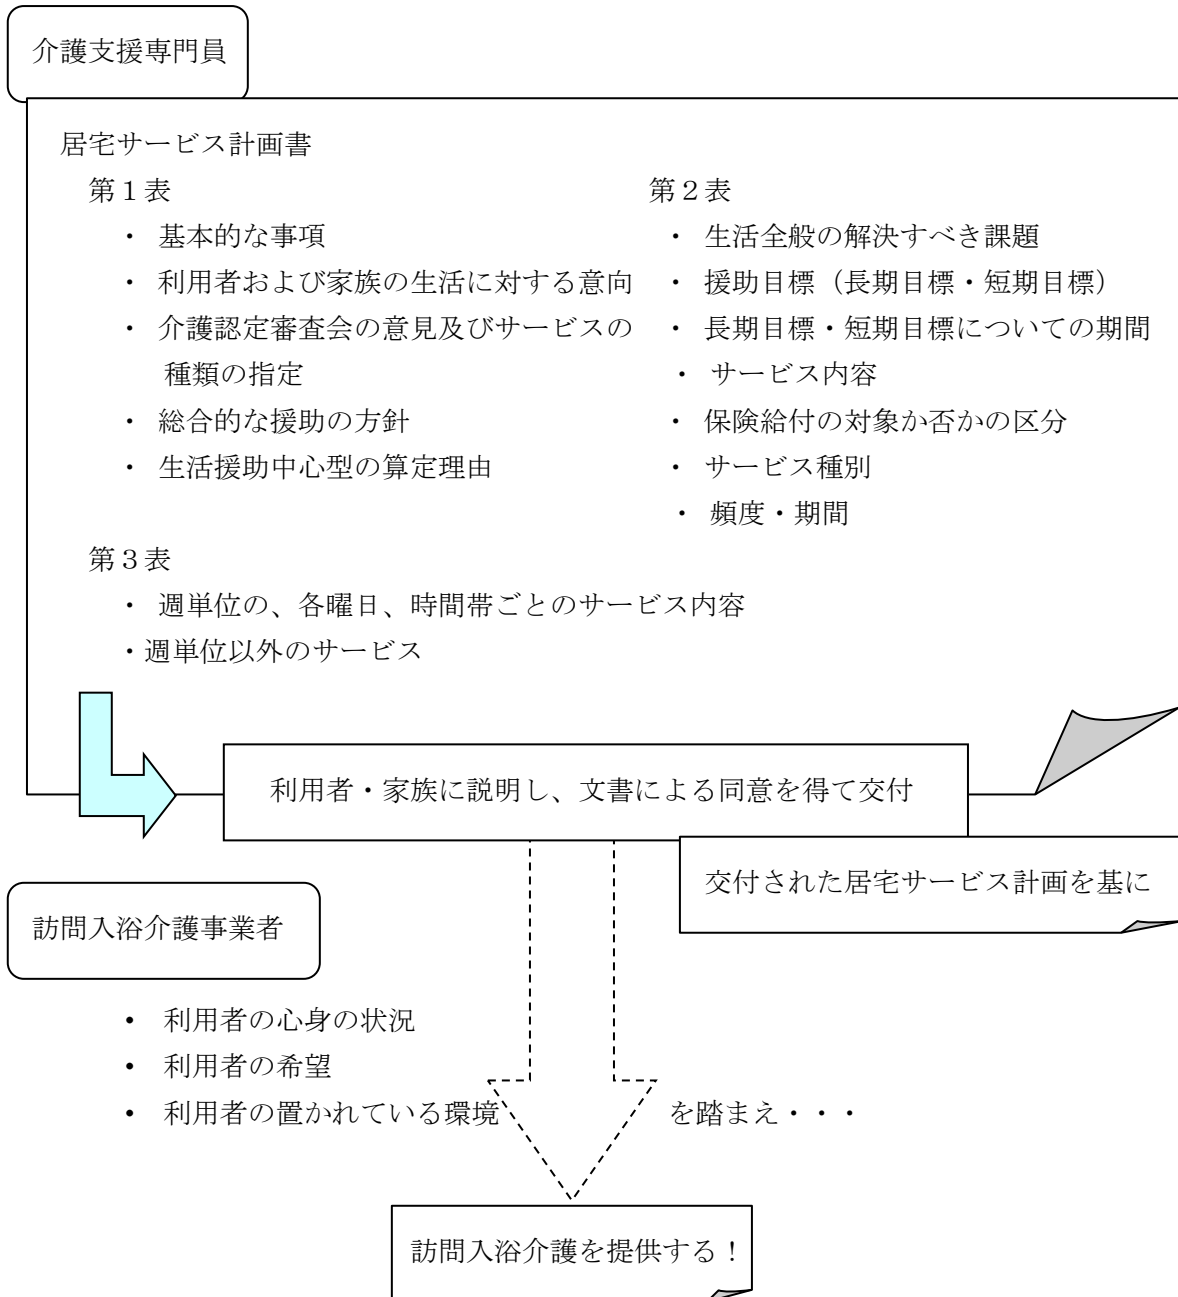 介護支援専門員
居宅サービス計画書
第１表
・ 基本的な事項
・ 利用者および家族の生活に対する意向
・ 介護認定審査会の意見及びサービスの
種類の指定
・ 総合的な援助の方針
・ 生活援助中心型の算定理由
第２表
・ 生活全般の解決すべき課題
・ 援助目標（長期目標・短期目標）
・ 長期目標・短期目標についての期間
・ サービス内容
・ 保険給付の対象か否かの区分
・ サービス種別
・ 頻度・期間
第３表
・ 週単位の、各曜日、時間帯ごとのサービス内容
・週単位以外のサービス
利用者・家族に説明し、文書による同意を得て交付
交付された居宅サービス計画を基に
訪問入浴介護事業者
• 利用者の心身の状況
• 利用者の希望
• 利用者の置かれている環境
を踏まえ・・・
訪問入浴介護を提供する！